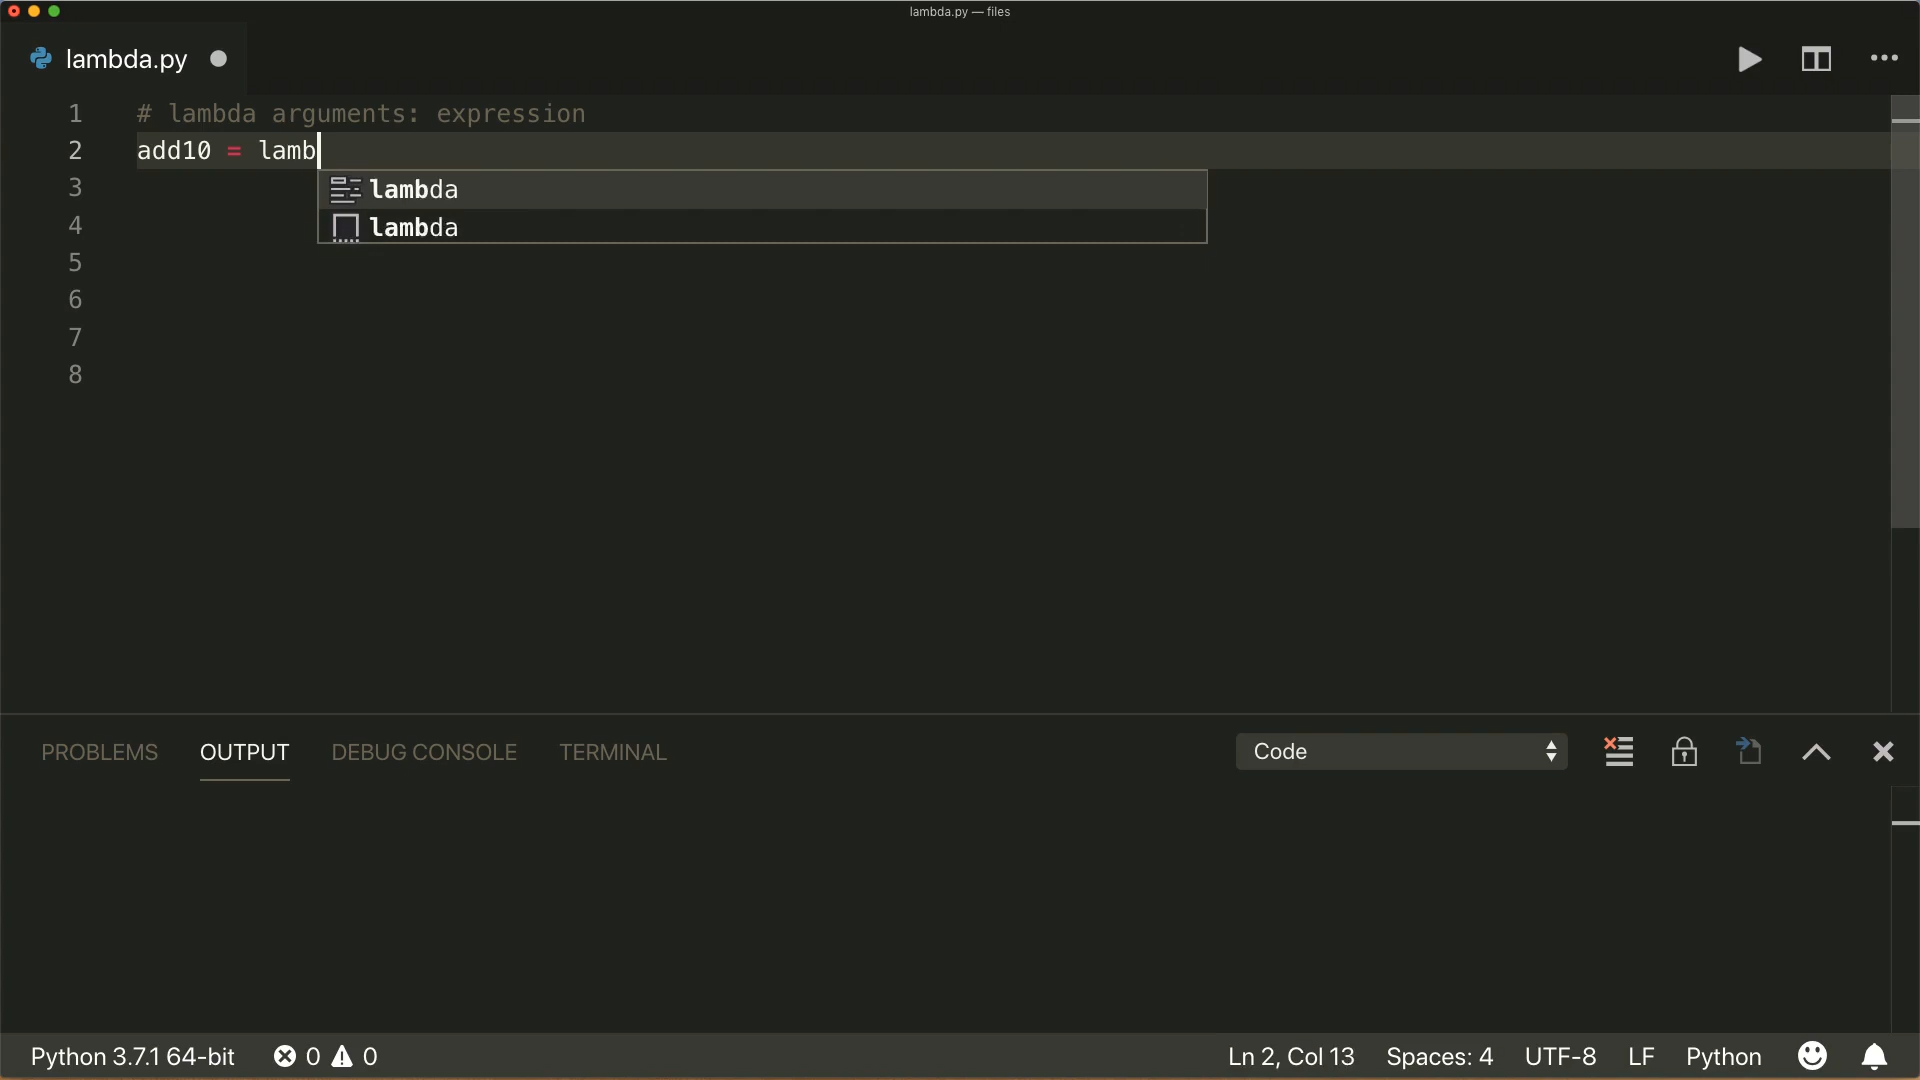 lambda.py — files
lambda.py
1 # lambda arguments: expression
2 add10 = lamb
3 lambda
4 lambda
5
6
7
8
PROBLEMS OUTPUT DEBUG CONSOLE TERMINAL Code
Python 3.7.1 64-bit 0 0 Ln 2, Col 13 Spaces: 4 UTF-8 LF Python